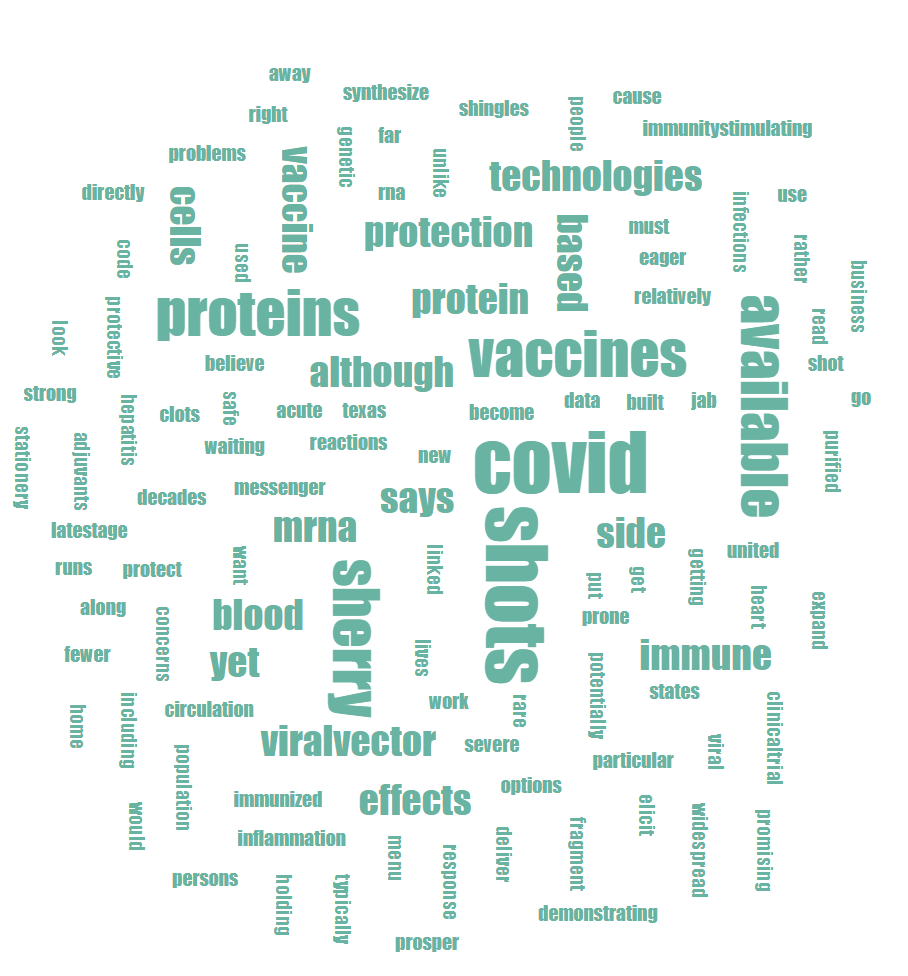 away
synthesize
cause
shingles
people
right
immunitystimulating
genetic
far
problems
vaccine
unlike
technologies
directly
cells
rna
infections
use
protection
based
must
code
used
eager
rather
business
proteins
protein
relatively
available
look
protective
believe
although
vaccines
read
shot
strong
hepatitis
clots
safe
acute
texas
become
data
built
jab
go
stationery
adjuvants
waiting
reactions
new
covid
purified
decades
messenger
says
latestage
mrna
shots
side
united
runs
protect
want
sherry
linked
put
get
getting
heart
expand
along
concerns
blood
prone
fewer
yet
lives
immune
home
including
circulation
work
rare
potentially
states
clinicaltrial
population
viralvector
severe
particular
viral
would
immunized
effects
options
elicit
widespread
promising
inflammation
menu
response
deliver
fragment
persons
holding
typically
demonstrating
prosper